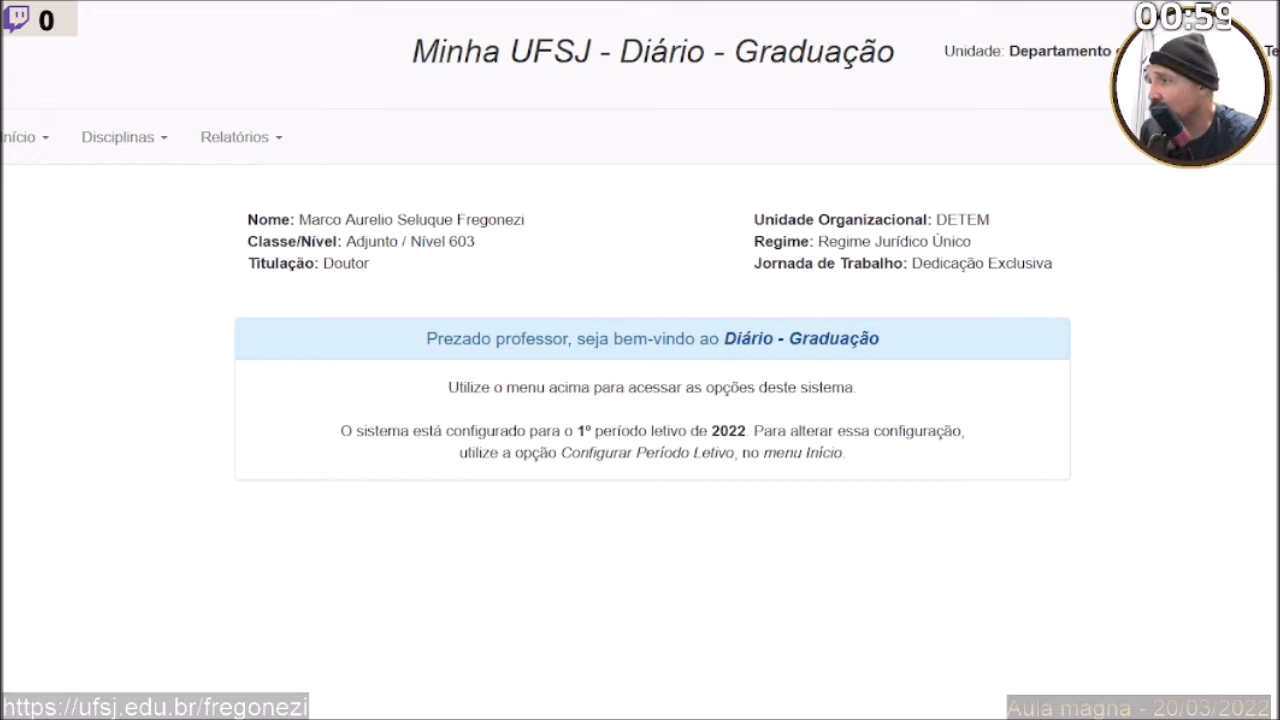 0
00:59
Minha UFSJ - Diário - Graduação
Unidade: Departamento
Te
Início
Disciplinas
Relatórios
Nome: Marco Aurelio Seluque Fregonezi
Classe/Nível: Adjunto / Nível 603
Titulação: Doutor
Unidade Organizacional: DETEM
Regime: Regime Jurídico Único
Jornada de Trabalho: Dedicação Exclusiva
Prezado professor, seja bem-vindo ao Diário - Graduação
Utilize o menu acima para acessar as opções deste sistema.
O sistema está configurado para o 1º período letivo de 2022. Para alterar essa configuração,
utilize a opção Configurar Período Letivo, no menu Início.
https://ufsj.edu.br/fregonezi
Aula magna - 20/03/2022